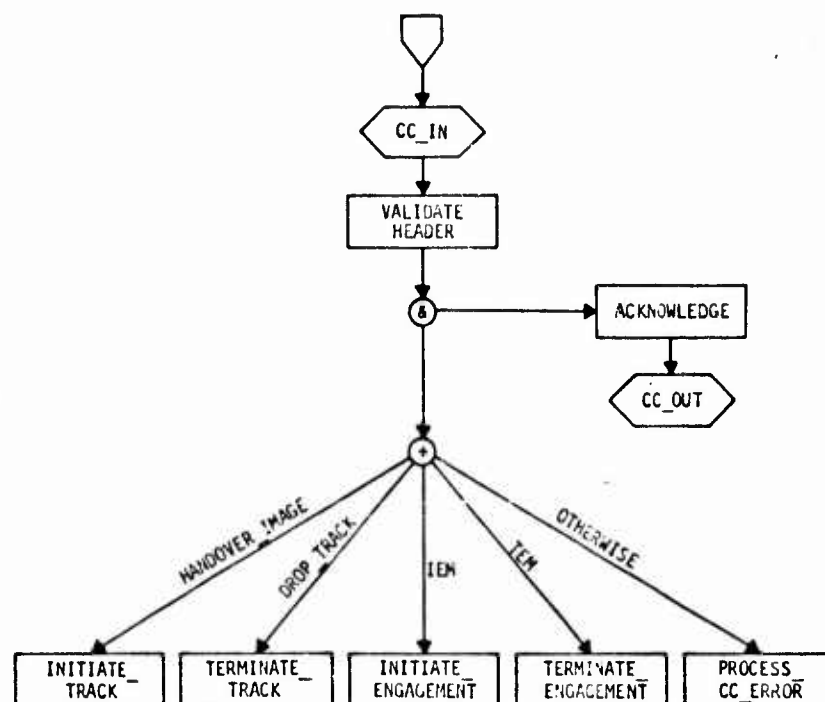 CC_IN
VALIDATE
HEADER
&
ACKNOWLEDGE
CC_OUT
+
HANDOVER_IMAGE
DROP_TRACK
IEM
TEM
OTHERWISE
INITIATE_
TRACK
TERMINATE_
TRACK
INITIATE_
ENGAGEMENT
TERMINATE_
ENGAGEMENT
PROCESS_
CC_ERROR